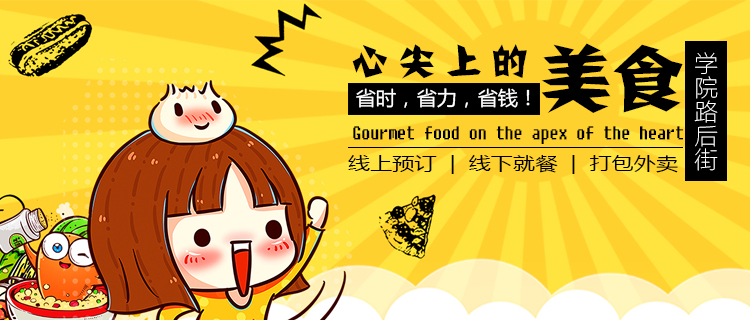 心尖上的美食
省时，省力，省钱！
Gourmet food on the apex of the heart
线上预订 | 线下就餐 | 打包外卖
学院路后街